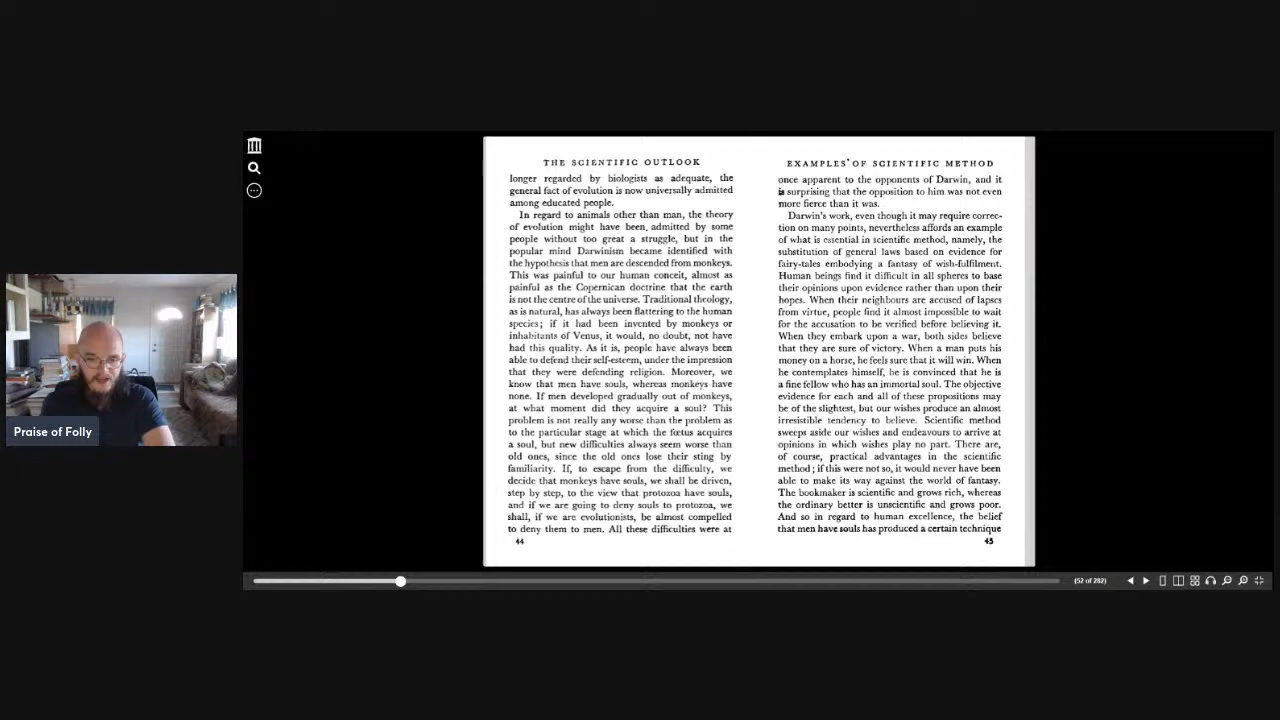 THE SCIENTIFIC OUTLOOK
longer regarded by biologists as adequate, the
general fact of evolution is now universally admitted
among educated people.
In regard to animals other than man, the theory
of evolution might have been admitted by some
people without too great a struggle, but in the
popular mind Darwinism became identified with
the hypothesis that men are descended from monkeys.
This was painful to our human conceit, almost as
painful as the Copernican doctrine that the earth
is not the centre of the universe. Traditional theology,
as is natural, has always been flattering to the human
species; if it had been invented by monkeys or
inhabitants of Venus, it would, no doubt, not have
had this quality. As it is, people have always been
able to defend their self-esteem, under the impression
that they were defending religion. Moreover, we
know that men have souls, whereas monkeys have
none. If men developed gradually out of monkeys,
at what moment did they acquire a soul? This
problem is not really any worse than the problem as
to the particular stage at which the fœtus acquires
a soul, but new difficulties always seem worse than
old ones, since the old ones lose their sting by
familiarity. If, to escape from the difficulty, we
decide that monkeys have souls, we shall be driven,
step by step, to the view that protozoa have souls,
and if we are going to deny souls to protozoa, we
shall, if we are evolutionists, be almost compelled
to deny them to men. All these difficulties were at
44
EXAMPLES OF SCIENTIFIC METHOD
once apparent to the opponents of Darwin, and it
is surprising that the opposition to him was not even
more fierce than it was.
Darwin's work, even though it may require correc-
tion on many points, nevertheless affords an example
of what is essential in scientific method, namely, the
substitution of general laws based on evidence for
fairy-tales embodying a fantasy of wish-fulfilment.
Human beings find it difficult in all spheres to base
their opinions upon evidence rather than upon their
hopes. When their neighbours are accused of lapses
from virtue, people find it almost impossible to wait
for the accusation to be verified before believing it.
When they embark upon a war, both sides believe
that they are sure of victory. When a man puts his
money on a horse, he feels sure that it will win. When
he contemplates himself, he is convinced that he is
a fine fellow who has an immortal soul. The objective
evidence for each and all of these propositions may
be of the slightest, but our wishes produce an almost
irresistible tendency to believe. Scientific method
sweeps aside our wishes and endeavours to arrive at
opinions in which wishes play no part. There are,
of course, practical advantages in the scientific
method; if this were not so, it would never have been
able to make its way against the world of fantasy.
The bookmaker is scientific and grows rich, whereas
the ordinary better is unscientific and grows poor.
And so in regard to human excellence, the belief
that men have souls has produced a certain technique
45
Praise of Folly
(52 of 282)